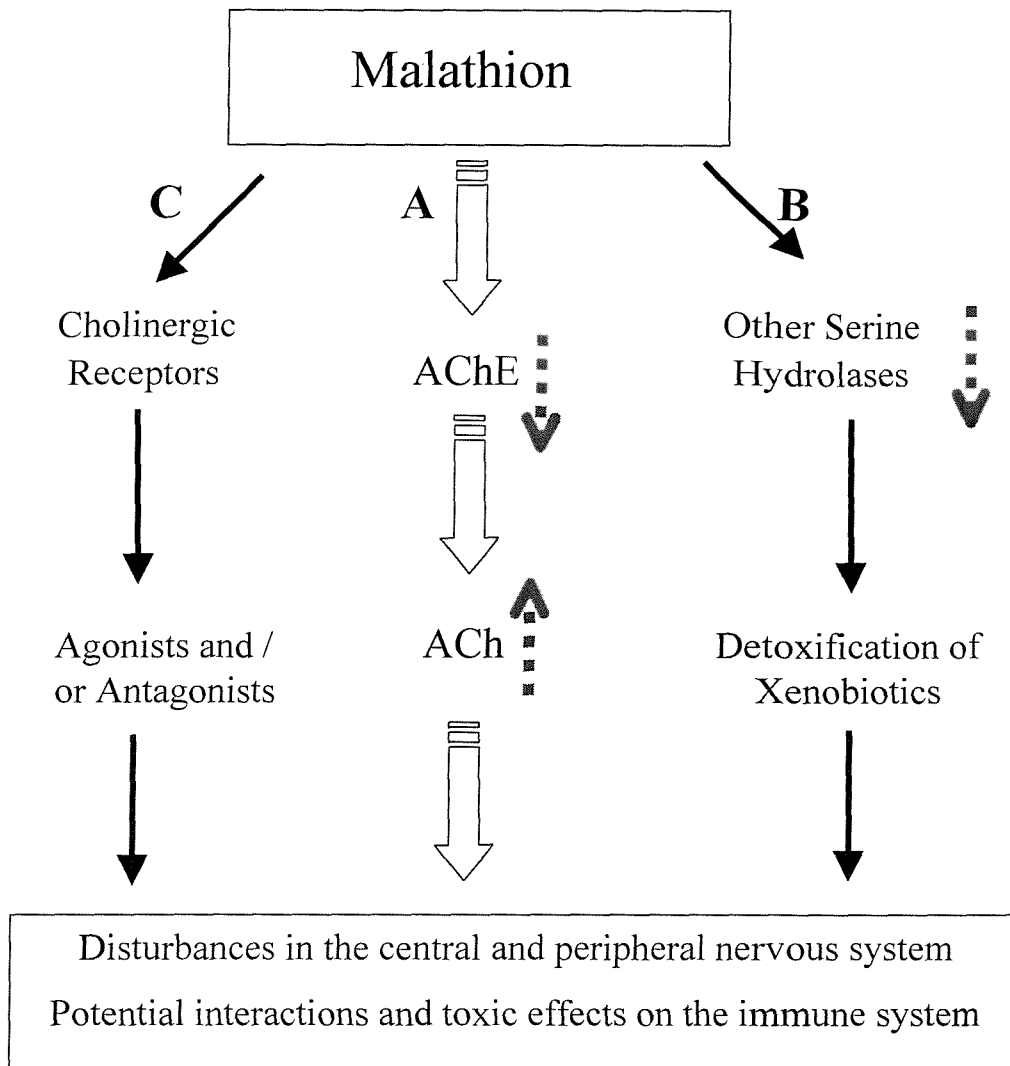 Malathion
C
A
B
Cholinergic
Receptors
AChE
Other Serine
Hydrolases
Agonists and /
or Antagonists
ACh
Detoxification of
Xenobiotics
Disturbances in the central and peripheral nervous system
Potential interactions and toxic effects on the immune system